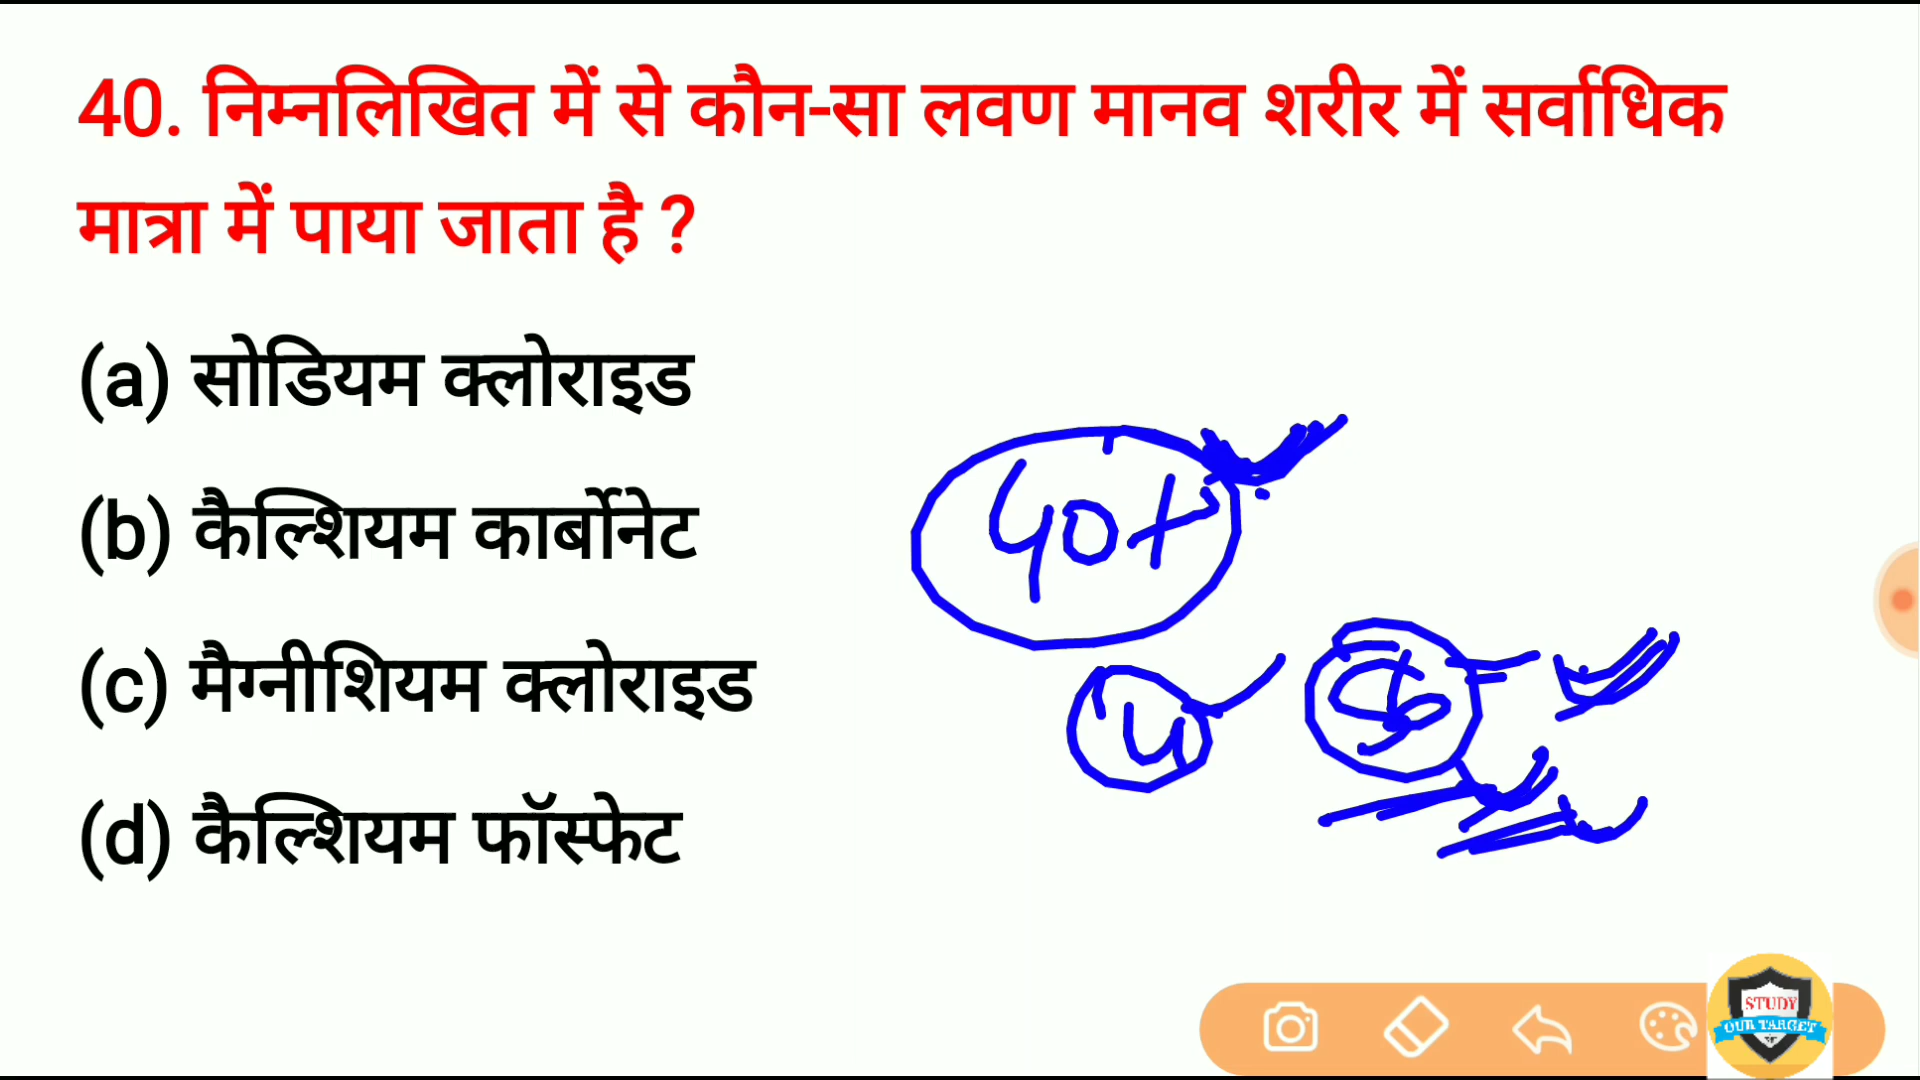 40. निम्नलिखित में से कौन-सा लवण मानव शरीर में सर्वाधिक
मात्रा में पाया जाता है ?
(a) सोडियम क्लोराइड
(b) कैल्शियम कार्बोनेट
(c) मैग्नीशियम क्लोराइड
(d) कैल्शियम फॉस्फेट
40+
STUDY
OUR TARGET